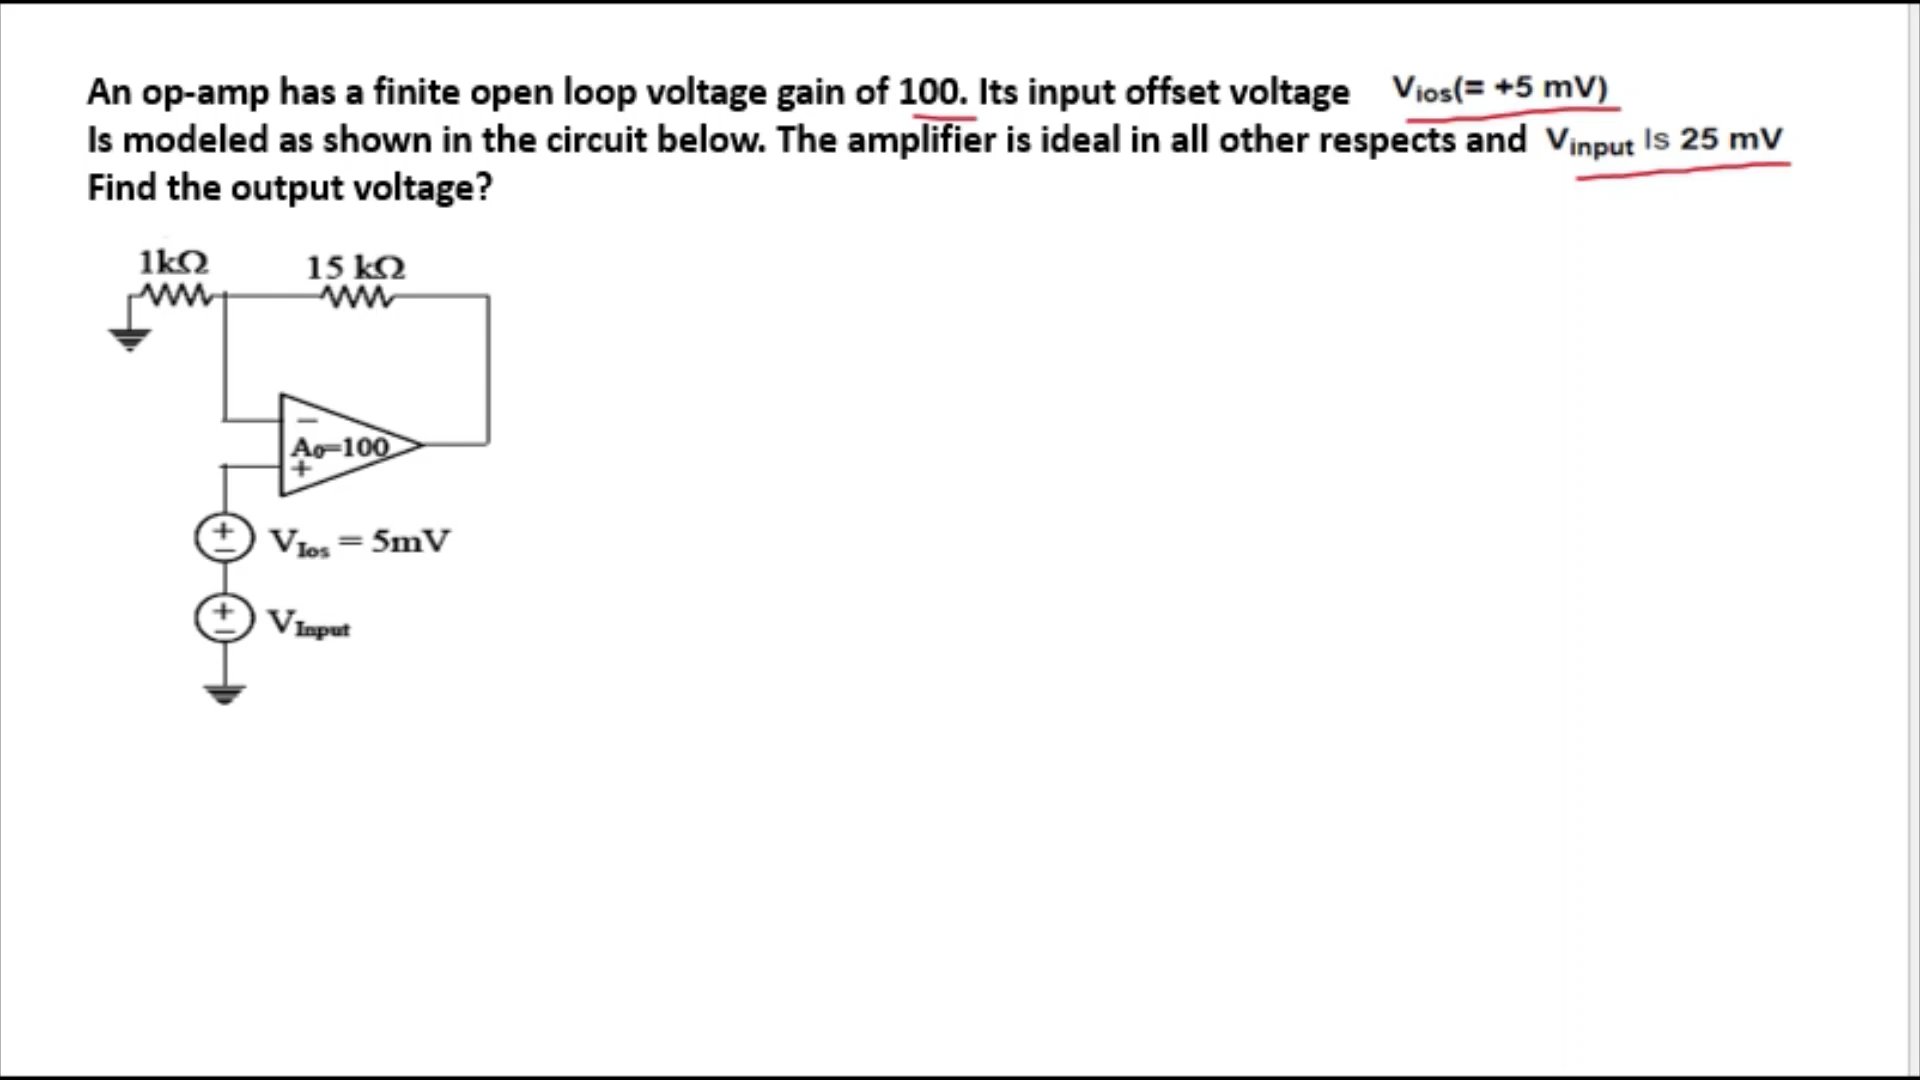 An op-amp has a finite open loop voltage gain of 100. Its input offset voltage Vios(= +5 mV)
Is modeled as shown in the circuit below. The amplifier is ideal in all other respects and Vinput Is 25 mV
Find the output voltage?
1kΩ 15 kΩ
−
A0=100
+
+ − VIos = 5mV
+ − VInput